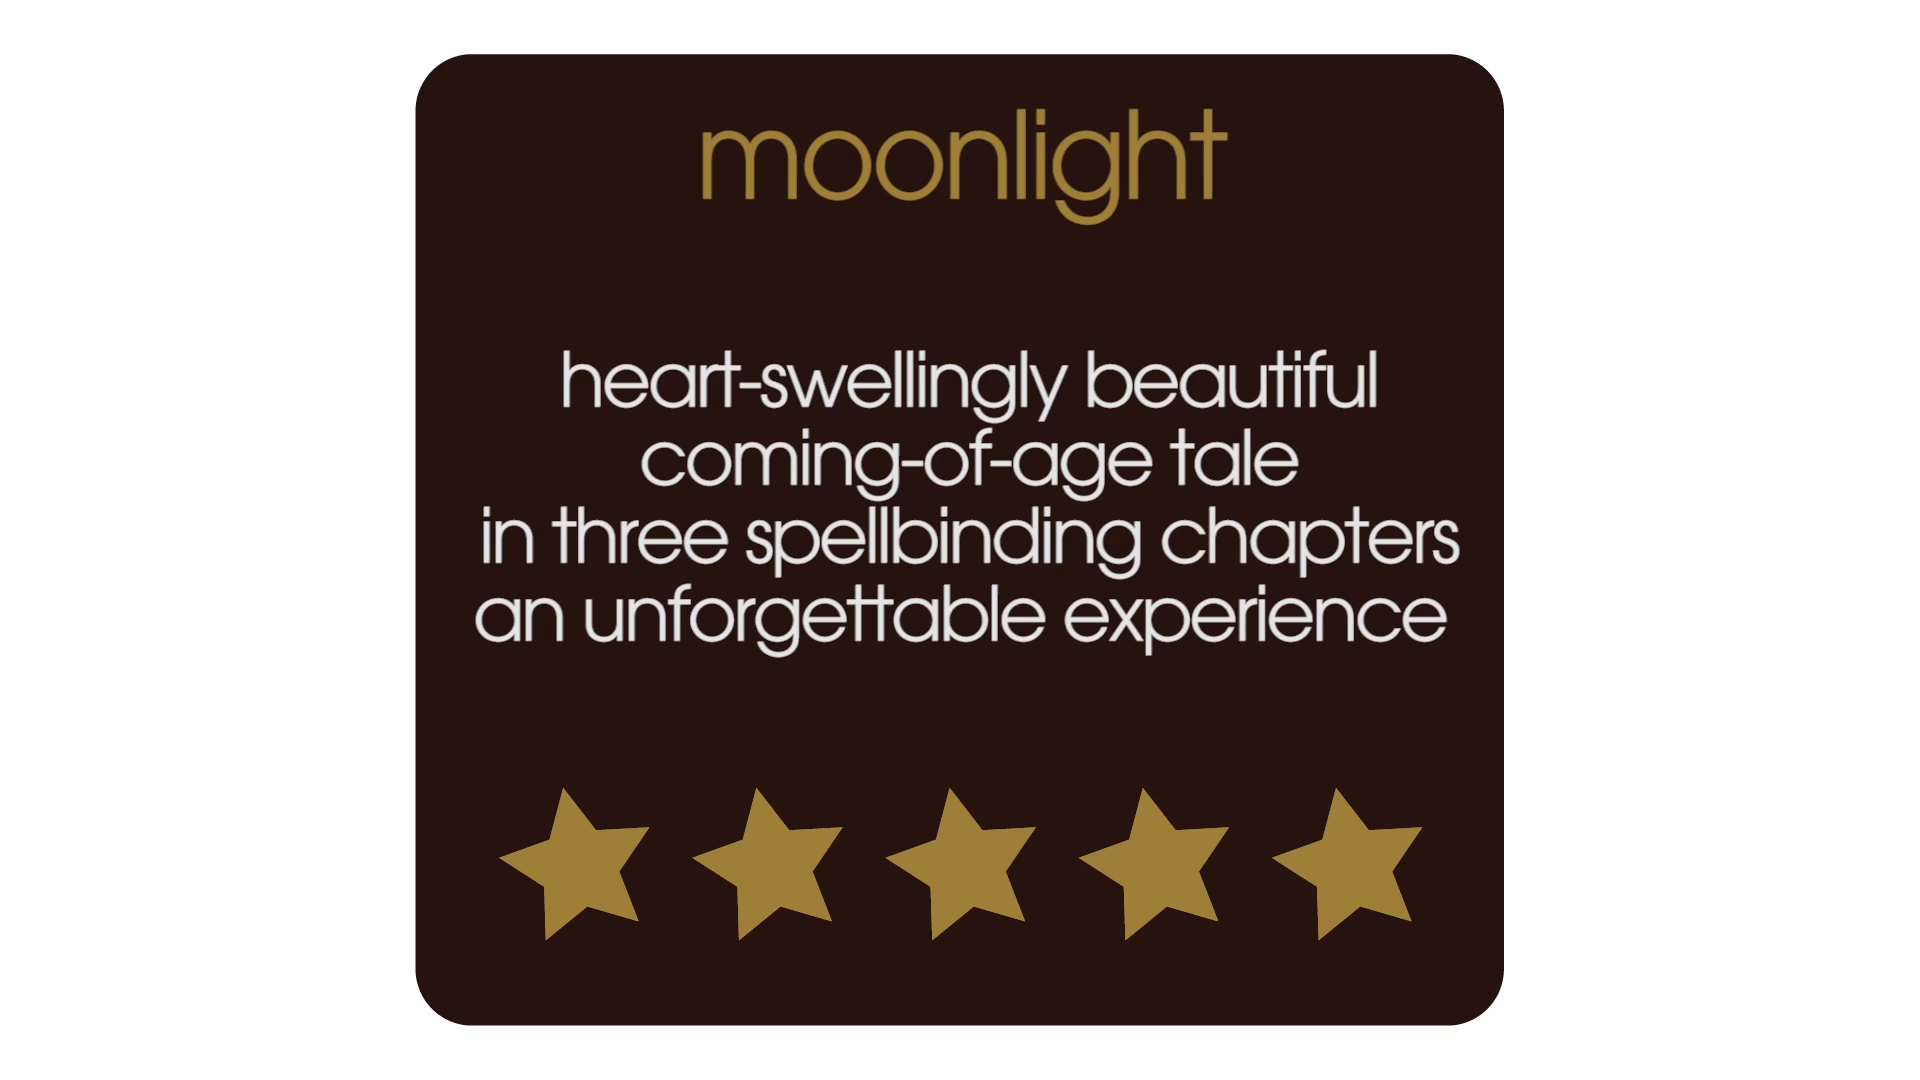 moonlight
heart-swellingly beautiful
coming-of-age tale
in three spellbinding chapters
an unforgettable experience